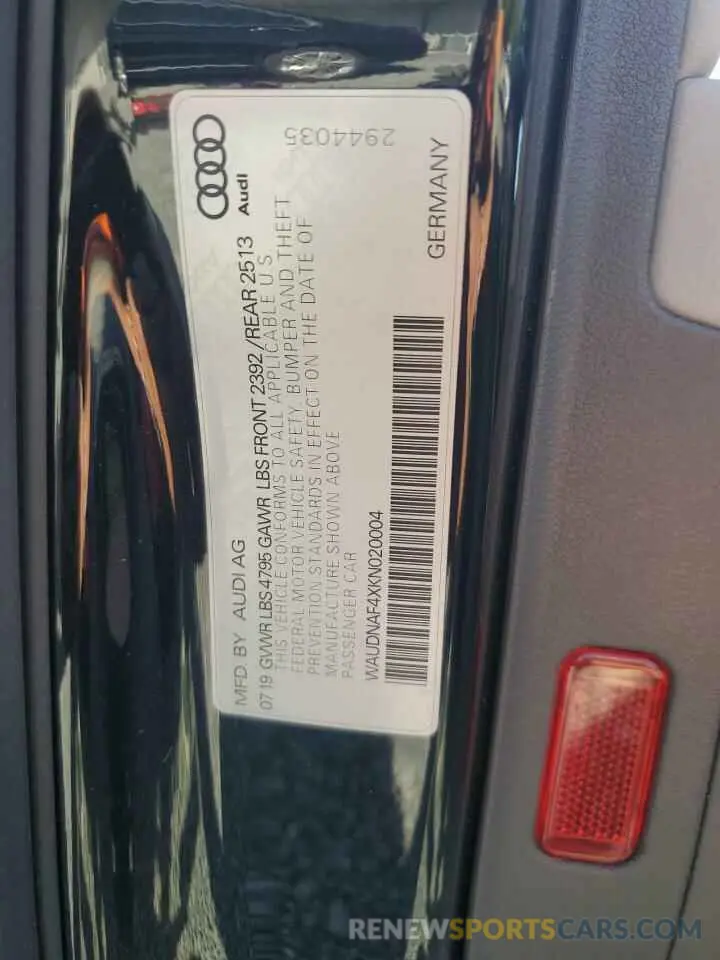 2944035
Audi
GERMANY
MFD. BY AUDI AG
07 19 GVWR LBS 4795 GAWR LBS FRONT 2392 /REAR 2513
THIS VEHICLE CONFORMS TO ALL APPLICABLE U S
FEDERAL MOTOR VEHICLE SAFETY, BUMPER AND THEFT
PREVENTION STANDARDS IN EFFECT ON THE DATE OF
MANUFACTURE SHOWN ABOVE
PASSENGER CAR
WAUDNAF4XKN020004
RENEWSPORTSCARS.COM